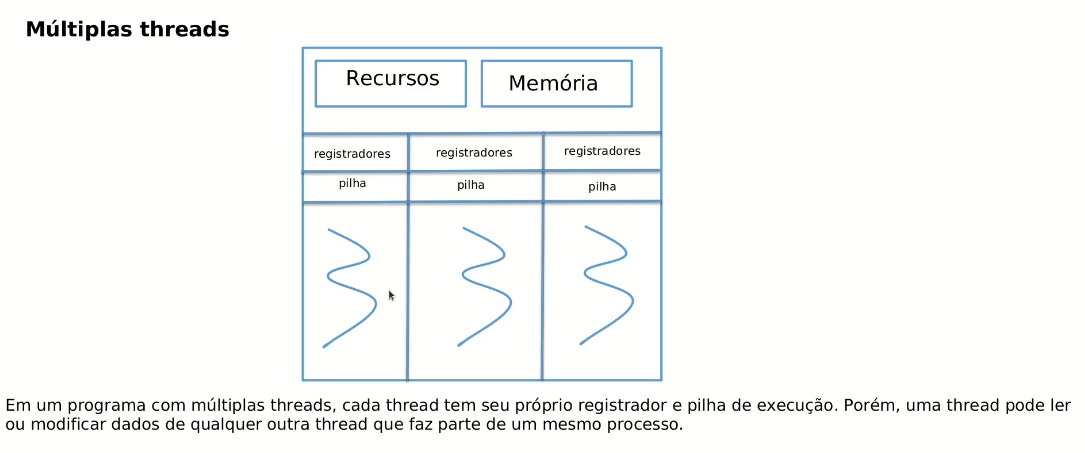 Múltiplas threads
Recursos
Memória
registradores
registradores
registradores
pilha
pilha
pilha
Em um programa com múltiplas threads, cada thread tem seu próprio registrador e pilha de execução. Porém, uma thread pode ler
ou modificar dados de qualquer outra thread que faz parte de um mesmo processo.